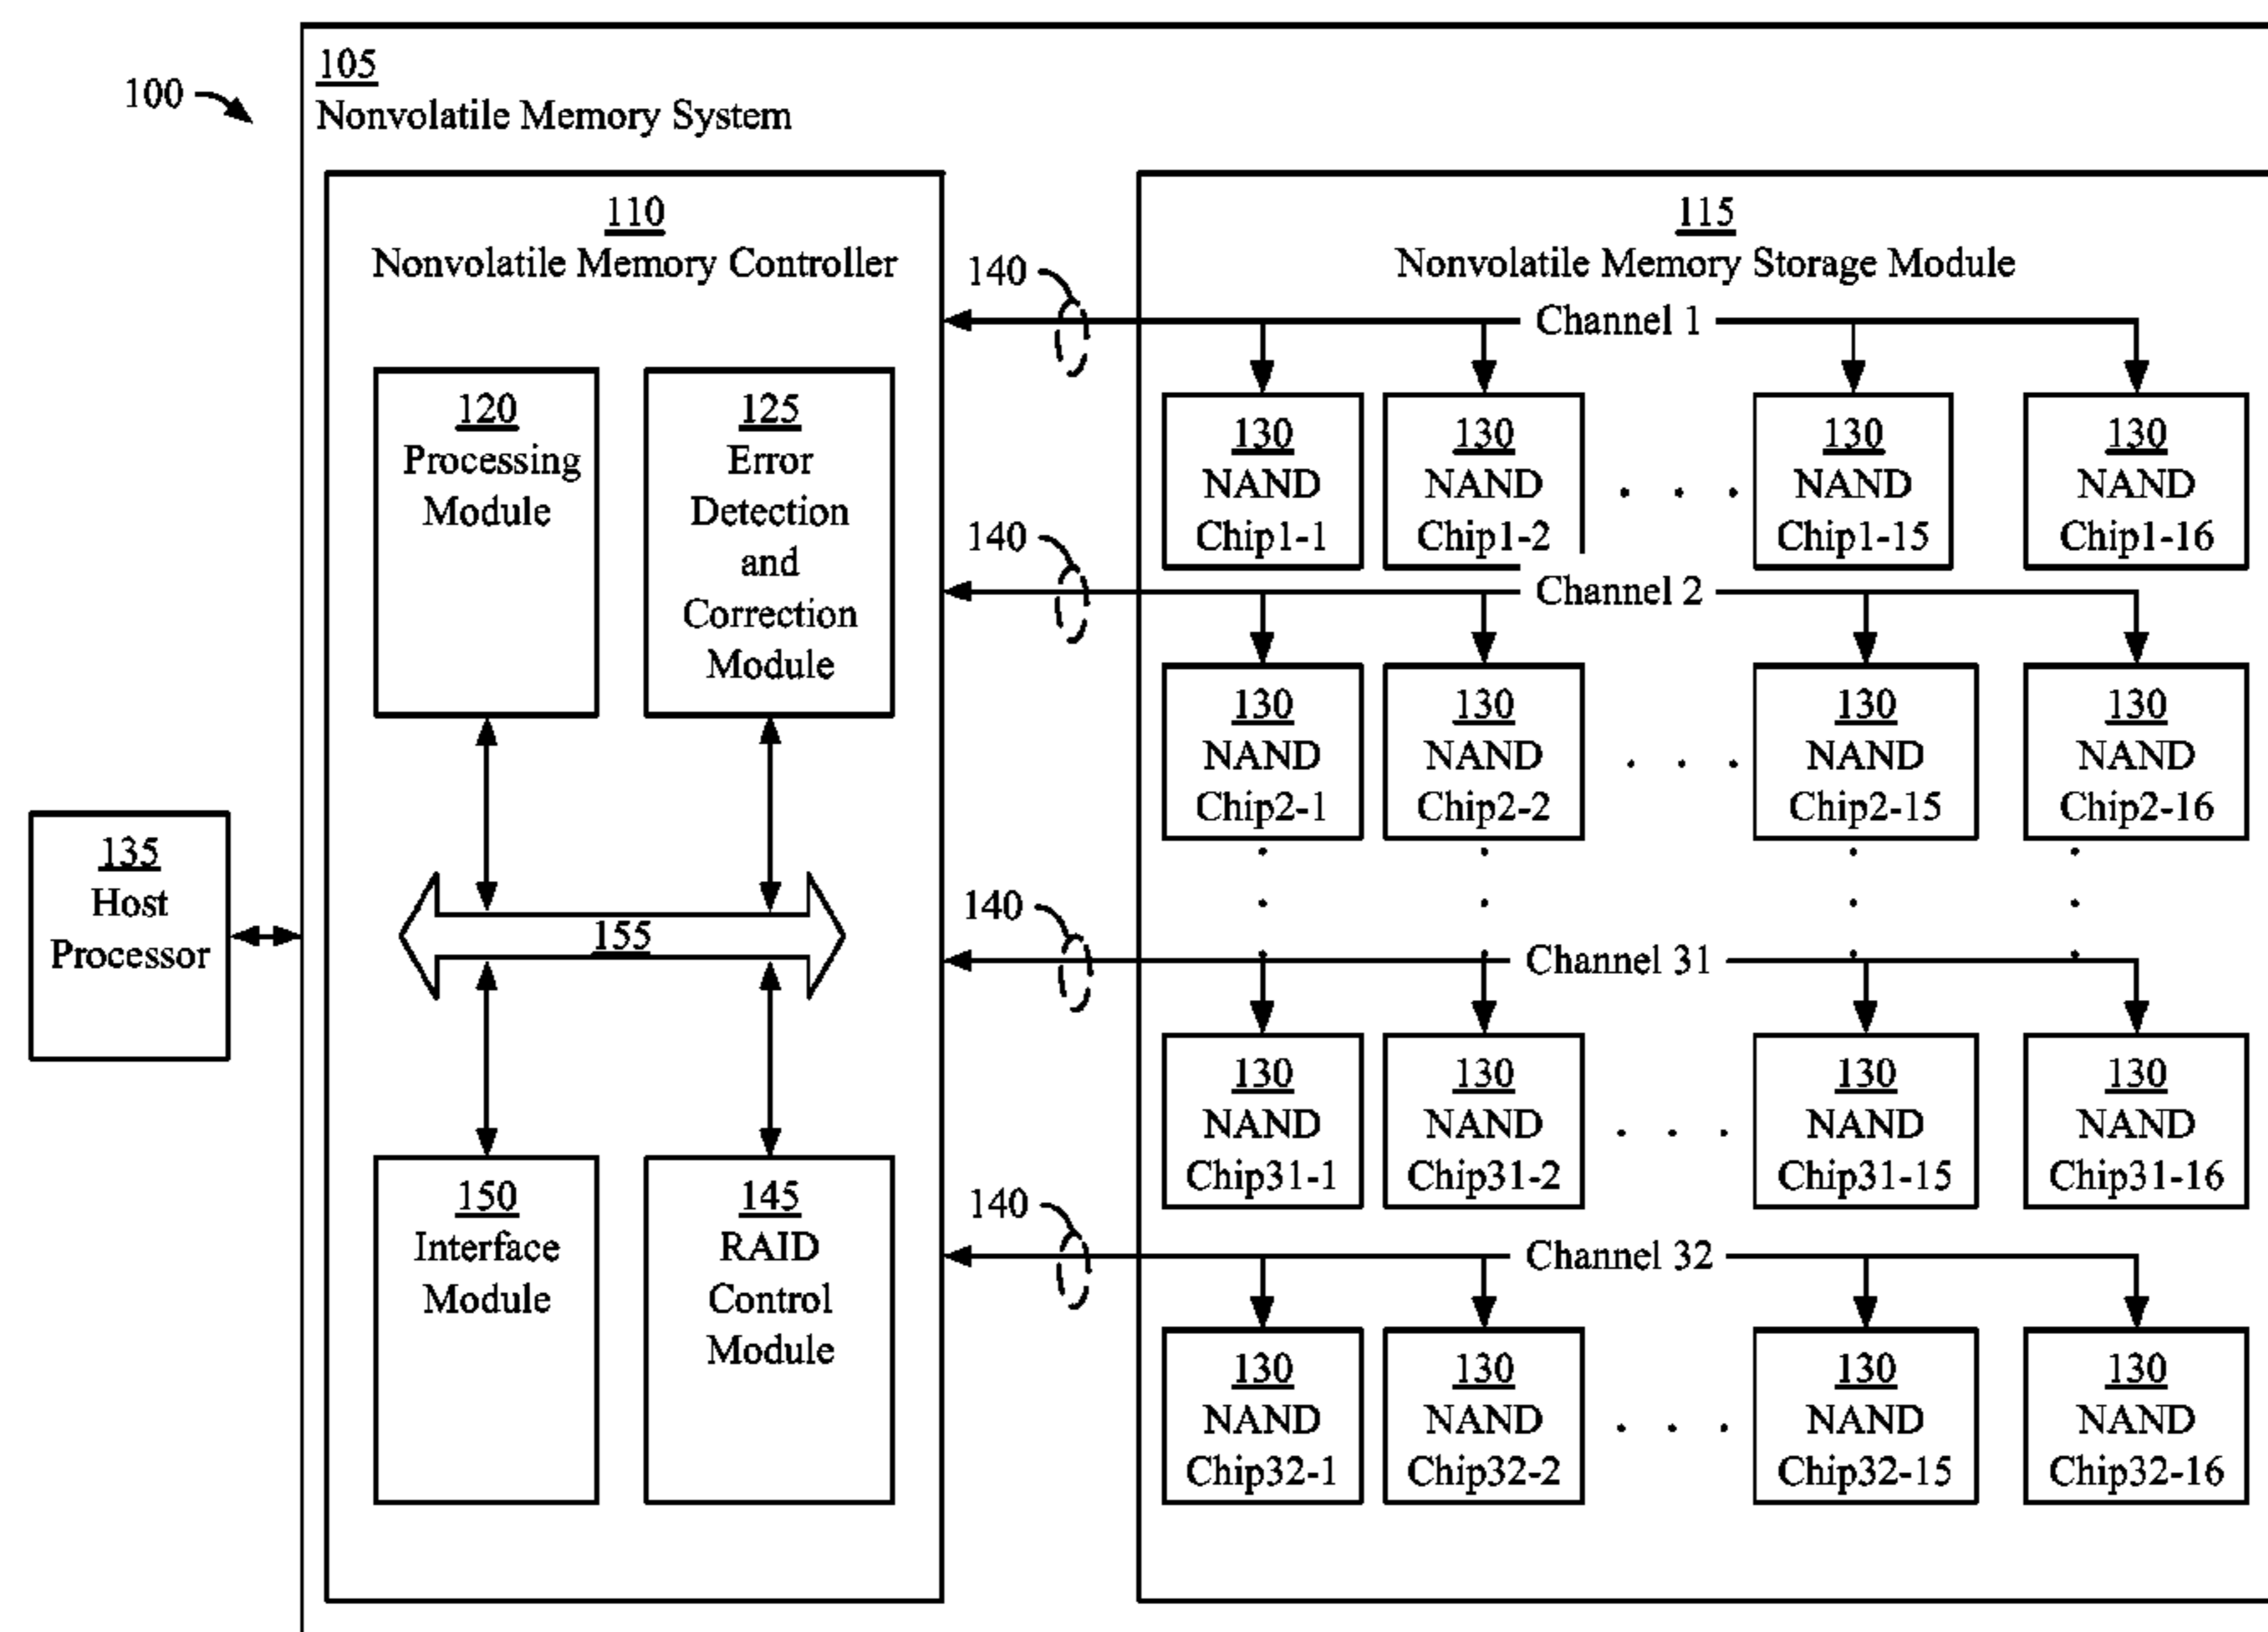 100
105
Nonvolatile Memory System
110
Nonvolatile Memory Controller
120
Processing
Module
125
Error
Detection
and
Correction
Module
135
Host
Processor
155
150
Interface
Module
145
RAID
Control
Module
140
140
140
140
115
Nonvolatile Memory Storage Module
Channel 1
130
NAND
Chip1-1
130
NAND
Chip1-2
. . .
130
NAND
Chip1-15
130
NAND
Chip1-16
Channel 2
130
NAND
Chip2-1
130
NAND
Chip2-2
. . .
130
NAND
Chip2-15
130
NAND
Chip2-16
Channel 31
130
NAND
Chip31-1
130
NAND
Chip31-2
. . .
130
NAND
Chip31-15
130
NAND
Chip31-16
Channel 32
130
NAND
Chip32-1
130
NAND
Chip32-2
. . .
130
NAND
Chip32-15
130
NAND
Chip32-16